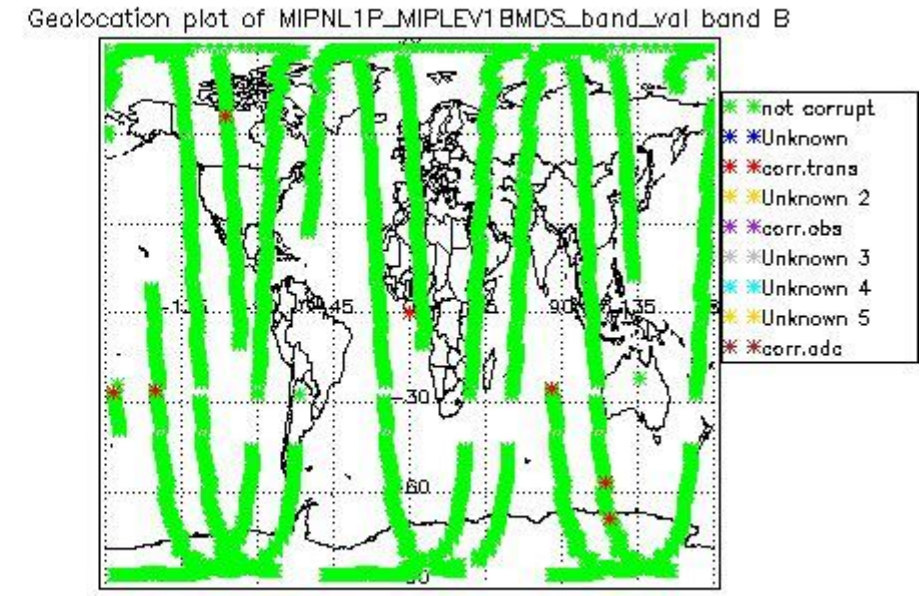 Geolocation plot of MIPNL1P_MIPLEV1BMDS_band_val band B
not corrupt
Unknown
corr.trans
Unknown 2
corr.obs
Unknown 3
Unknown 4
Unknown 5
corr.adc
45
90
135
-30
-60